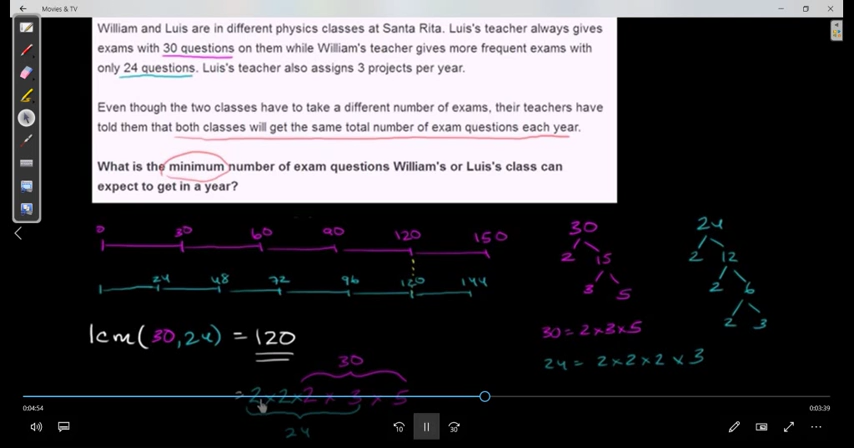 Movies & TV
William and Luis are in different physics classes at Santa Rita. Luis's teacher always gives
exams with 30 questions on them while William's teacher gives more frequent exams with
only 24 questions. Luis's teacher also assigns 3 projects per year.
Even though the two classes have to take a different number of exams, their teachers have
told them that both classes will get the same total number of exam questions each year.
What is the minimum number of exam questions William's or Luis's class can
expect to get in a year?
0 30 60 90 120 150
24 48 72 96 120 144
30
2 15
3 5
24
2 12
2 6
2 3
30 = 2 × 3 × 5
24 = 2 × 2 × 2 × 3
lcm(30,24) = 120
30
= 2 × 2 × 2 × 3 × 5
24
0:04:54
0:03:39
10
30